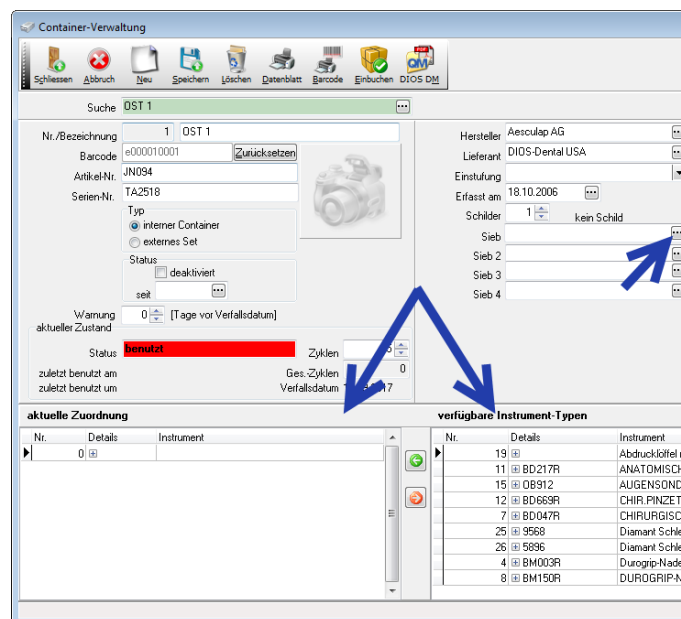 Container-Verwaltung
Schliessen Abbruch Neu Speichern Löschen Datenblatt Barcode Einbuchen DIOS DM
Suche OST 1
Nr./Bezeichnung 1 OST 1
Barcode e000010001 Zurücksetzen
Artikel-Nr. JN094
Serien-Nr. TA2518
Typ
interner Container
externes Set
Status
deaktiviert
seit
Warnung 0 [Tage vor Verfallsdatum]
aktueller Zustand
Status benutzt Zyklen
zuletzt benutzt am Ges.-Zyklen 0
zuletzt benutzt um Verfallsdatum
Hersteller Aesculap AG
Lieferant DIOS-Dental USA
Einstufung
Erfasst am 18.10.2006
Schilder 1 kein Schild
Sieb
Sieb 2
Sieb 3
Sieb 4
aktuelle Zuordnung
Nr. Details Instrument
0
verfügbare Instrument-Typen
Nr. Details Instrument
19 Abdrucklöffel
11 BD217R ANATOMISCH
15 OB912 AUGENSOND
12 BD669R CHIR.PINZET
7 BD047R CHIRURGISC
25 9568 Diamant Schle
26 5896 Diamant Schle
4 BM003R Durogrip-Nade
8 BM150R DUROGRIP-N